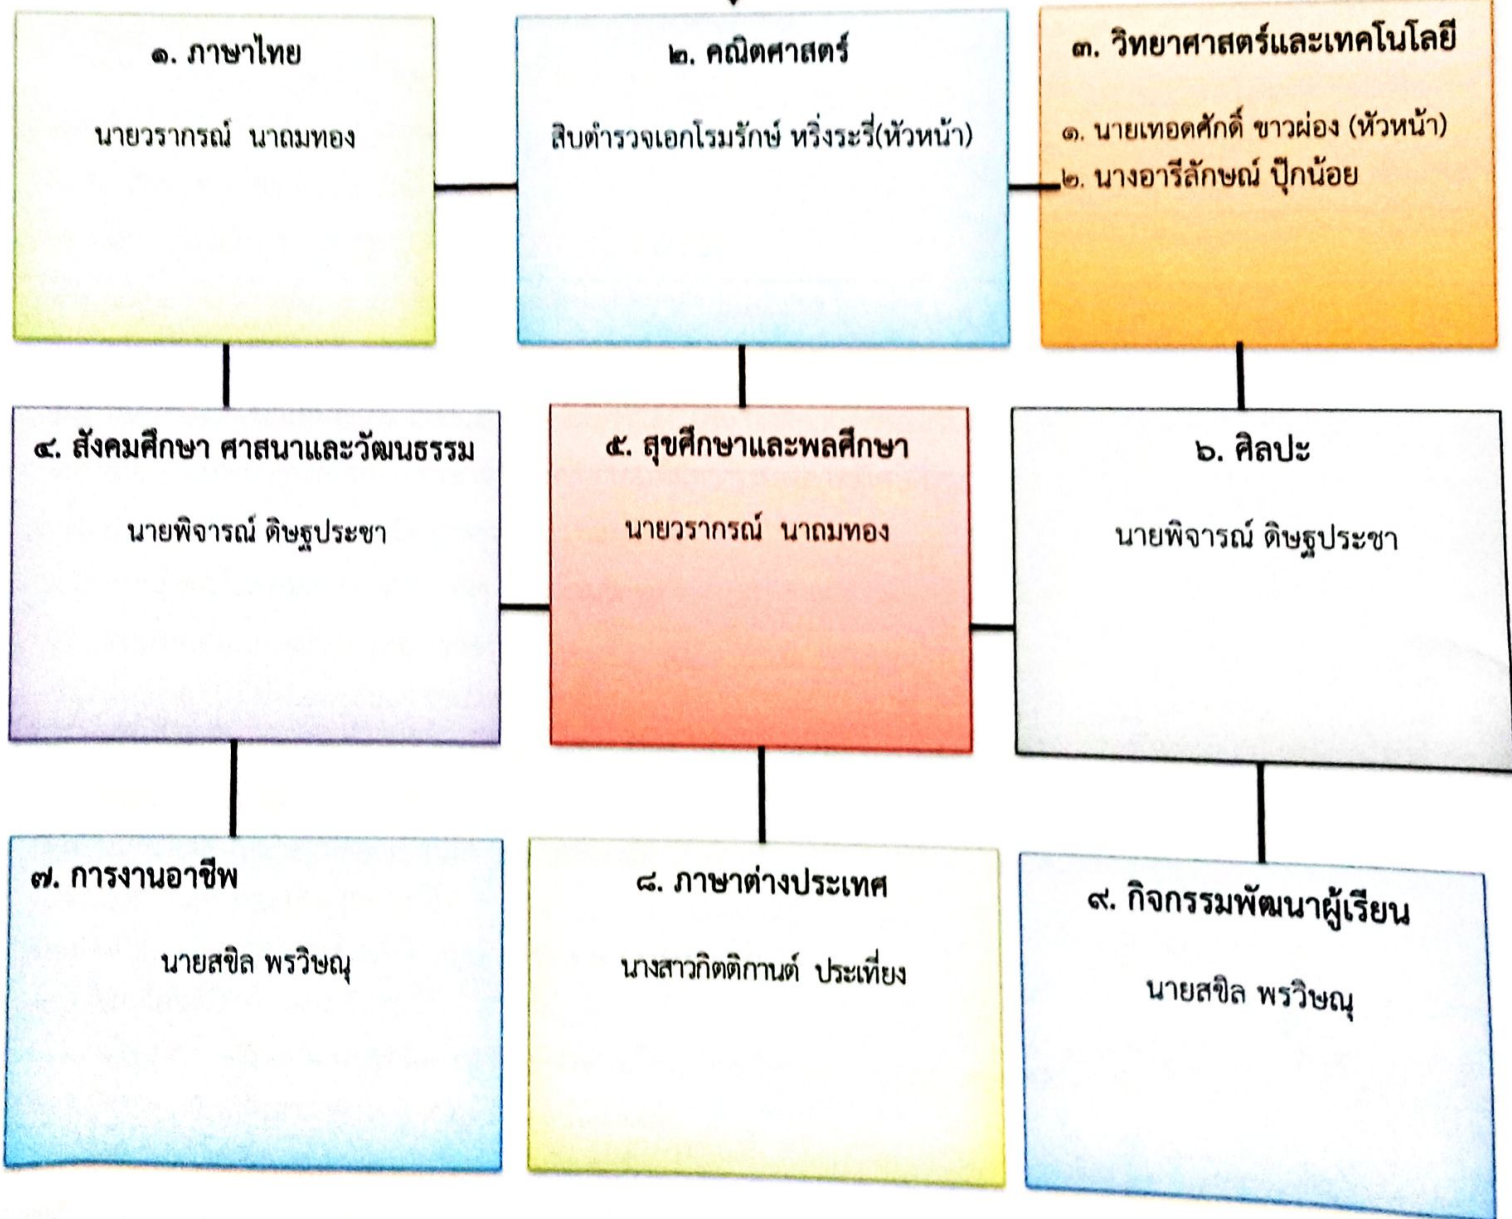 ๑. ภาษาไทย
นายวรากรณ์ นาถมทอง
๒. คณิตศาสตร์
สิบตำรวจเอกโรมรักษ์ หริ่งระรี่(หัวหน้า)
๓. วิทยาศาสตร์และเทคโนโลยี
๑. นายเทอดศักดิ์ ขาวผ่อง (หัวหน้า)
๒. นางอารีลักษณ์ ปุ๊กน้อย
๔. สังคมศึกษา ศาสนาและวัฒนธรรม
นายพิจารณ์ ดิษฐประชา
๕. สุขศึกษาและพลศึกษา
นายวรากรณ์ นาถมทอง
๖. ศิลปะ
นายพิจารณ์ ดิษฐประชา
๗. การงานอาชีพ
นายสขิล พรวิษณุ
๘. ภาษาต่างประเทศ
นางสาวกิตติกานต์ ประเที่ยง
๙. กิจกรรมพัฒนาผู้เรียน
นายสขิล พรวิษณุ